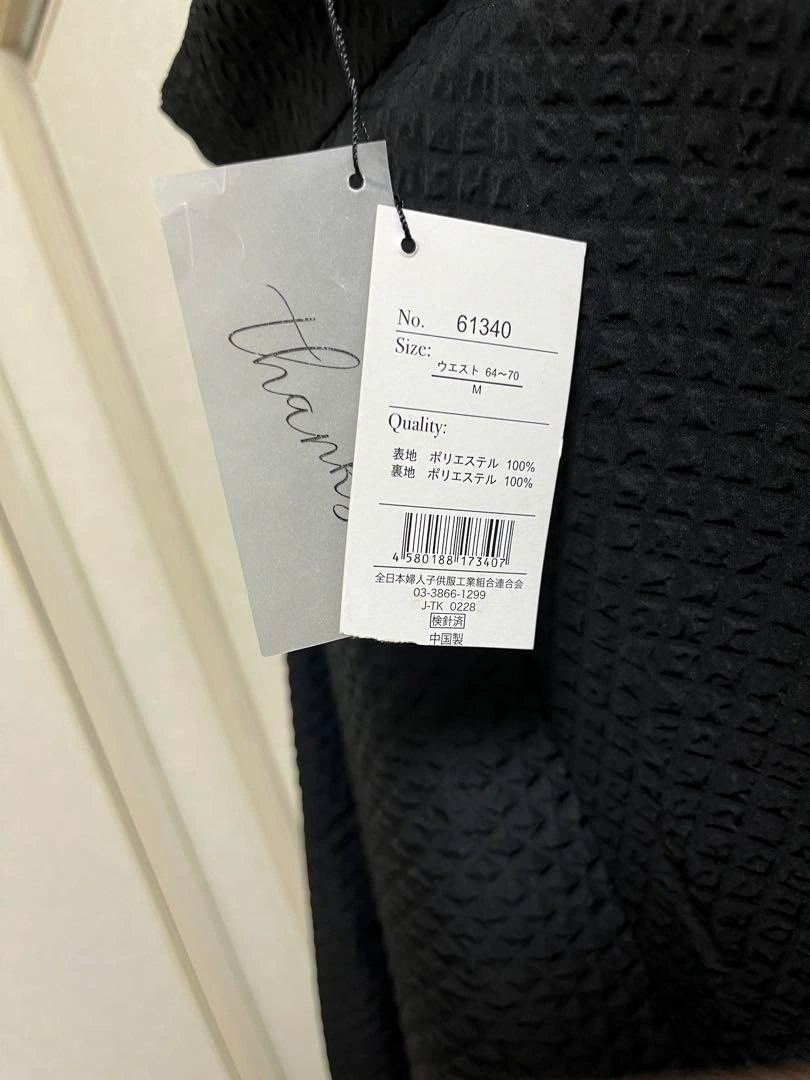 thanks
No. 61340
Size:
ウエスト 64～70
M
Quality:
表地 ポリエステル 100%
裏地 ポリエステル 100%
4 580188 173407
全日本婦人子供服工業組合連合会
03-3866-1299
J-TK 0228
検針済
中国製